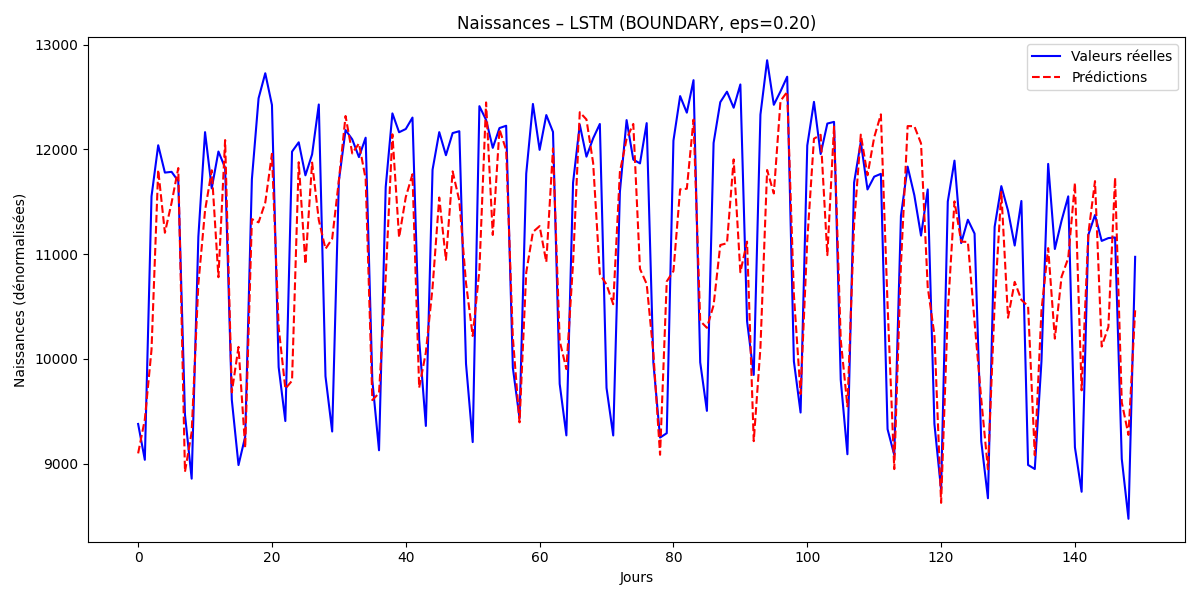 Naissances – LSTM (BOUNDARY, eps=0.20)
Valeurs réelles
Prédictions
Naissances (dénormalisées)
13000
12000
11000
10000
9000
0 20 40 60 80 100 120 140
Jours